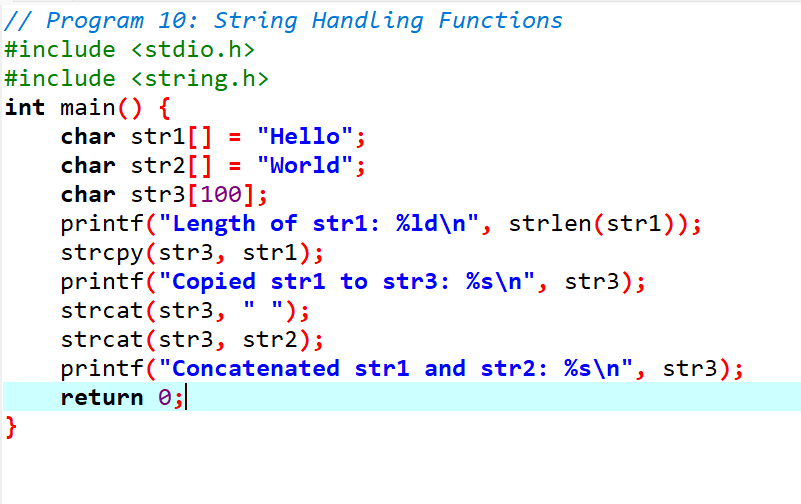 // Program 10: String Handling Functions
#include <stdio.h>
#include <string.h>
int main() {
    char str1[] = "Hello";
    char str2[] = "World";
    char str3[100];
    printf("Length of str1: %ld\n", strlen(str1));
    strcpy(str3, str1);
    printf("Copied str1 to str3: %s\n", str3);
    strcat(str3, " ");
    strcat(str3, str2);
    printf("Concatenated str1 and str2: %s\n", str3);
    return 0;
}